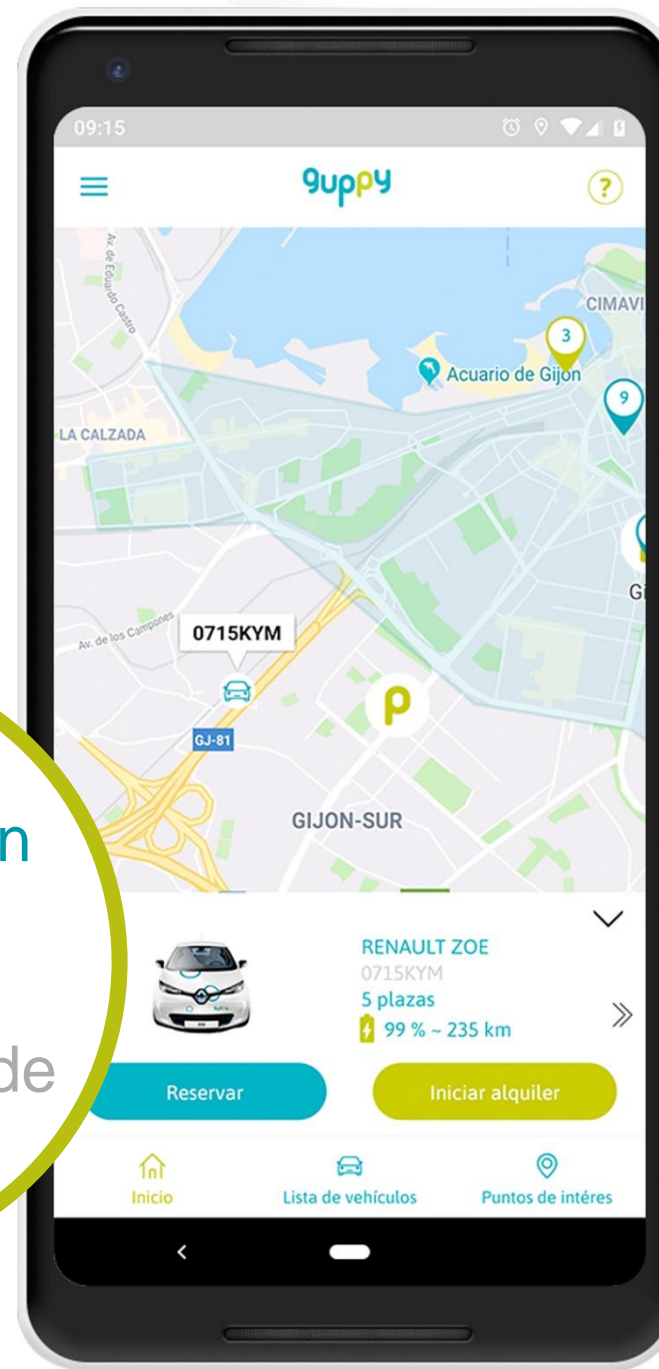 09:15
guppy
?
Av. de Eduardo Castro
CIMAVI
3
Acuario de Gijón
9
LA CALZADA
Gi
Av. de los Campones
0715KYM
p
GJ-81
GIJON-SUR
n
RENAULT ZOE
0715KYM
5 plazas
99 % ~ 235 km
de
Reservar
Iniciar alquiler
Inicio
Lista de vehículos
Puntos de intéres